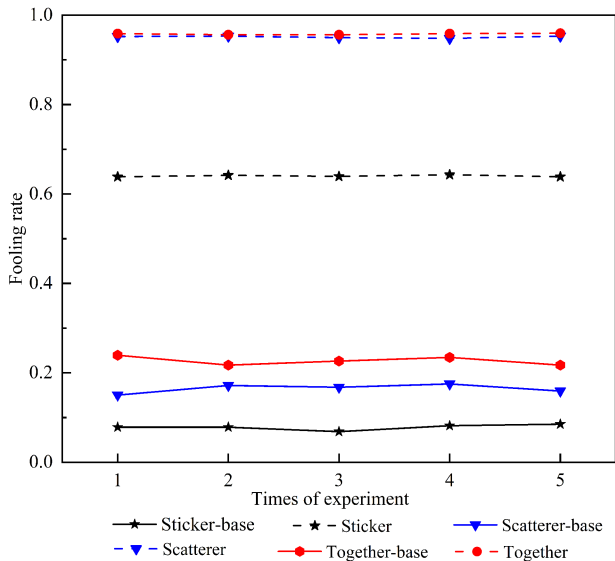 1.0
0.8
0.6
0.4
0.2
0.0
Fooling rate
1 2 3 4 5
Times of experiment
Sticker-base Sticker Scatterer-base
Scatterer Together-base Together